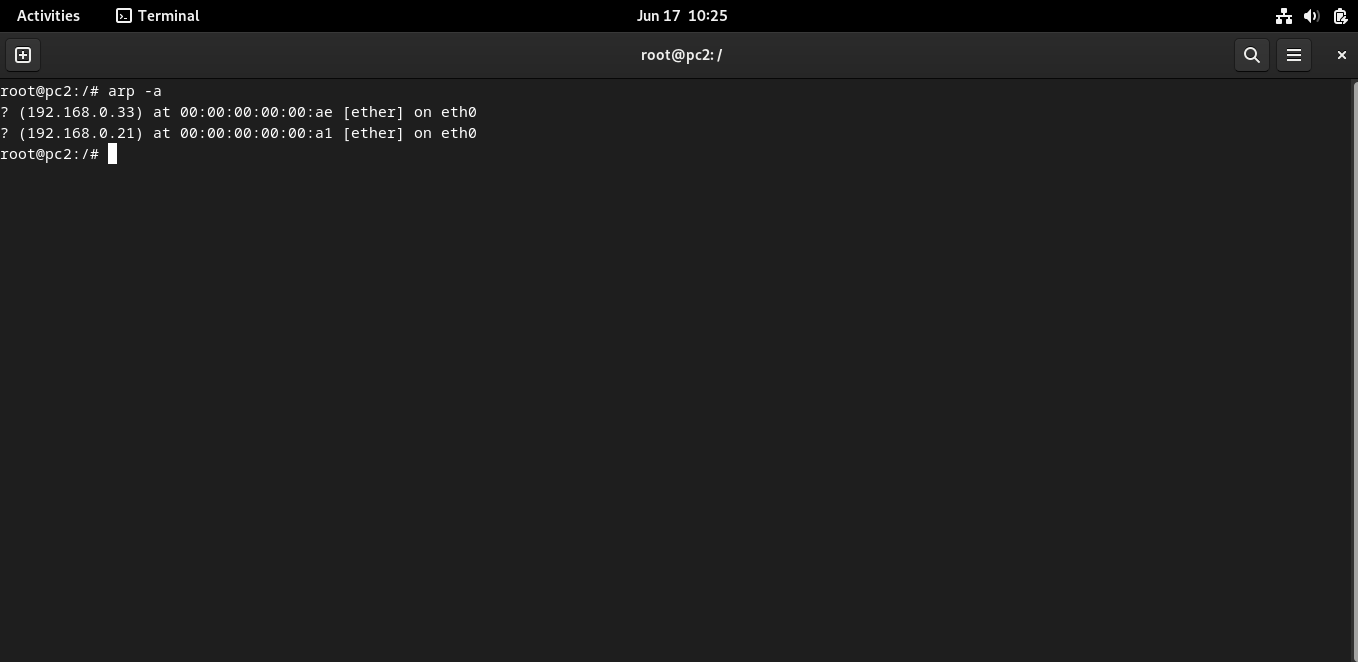 Activities Terminal Jun 17 10:25
root@pc2: /
root@pc2:/# arp -a
? (192.168.0.33) at 00:00:00:00:00:ae [ether] on eth0
? (192.168.0.21) at 00:00:00:00:00:a1 [ether] on eth0
root@pc2:/#